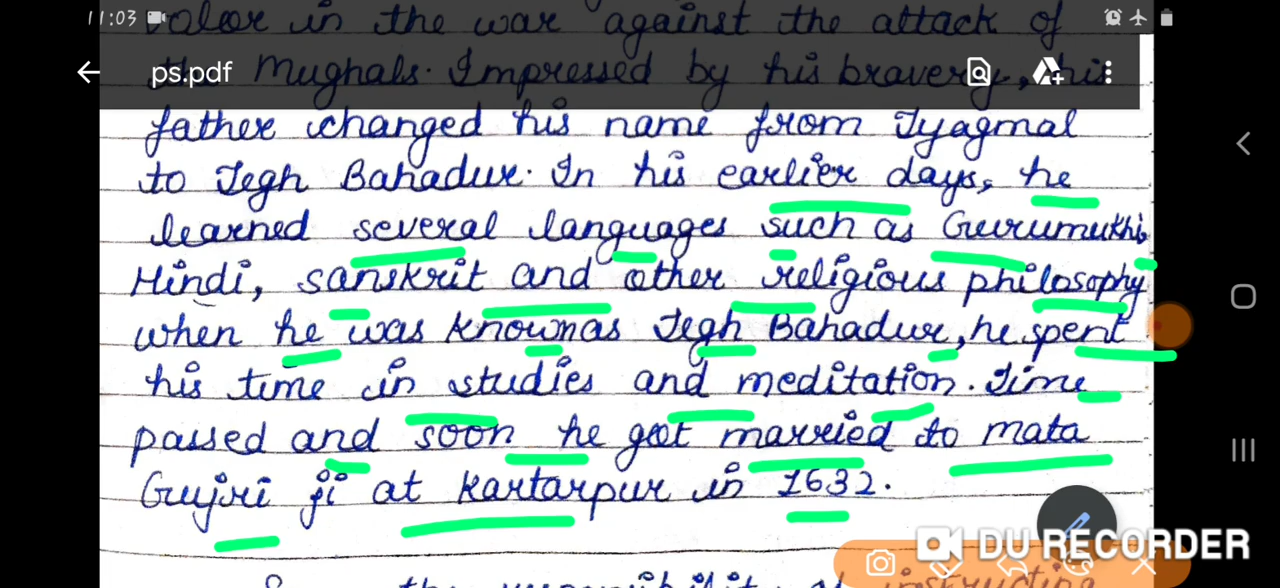 11:03
valor in the war against the attack of
ps.pdf
the Mughals. Impressed by his bravery, his
father changed his name from Tyagmal
to Tegh Bahadur. In his earlier days, he
learned several languages such as Gurumukhi,
Hindi, sanskrit and other religious philosophy
when he was knownas Tegh Bahadur, he spent
his time in studies and meditation. Time
passed and soon he got married to mata
Gujri ji at Kartarpur in 1632.
DU RECORDER
the instructing